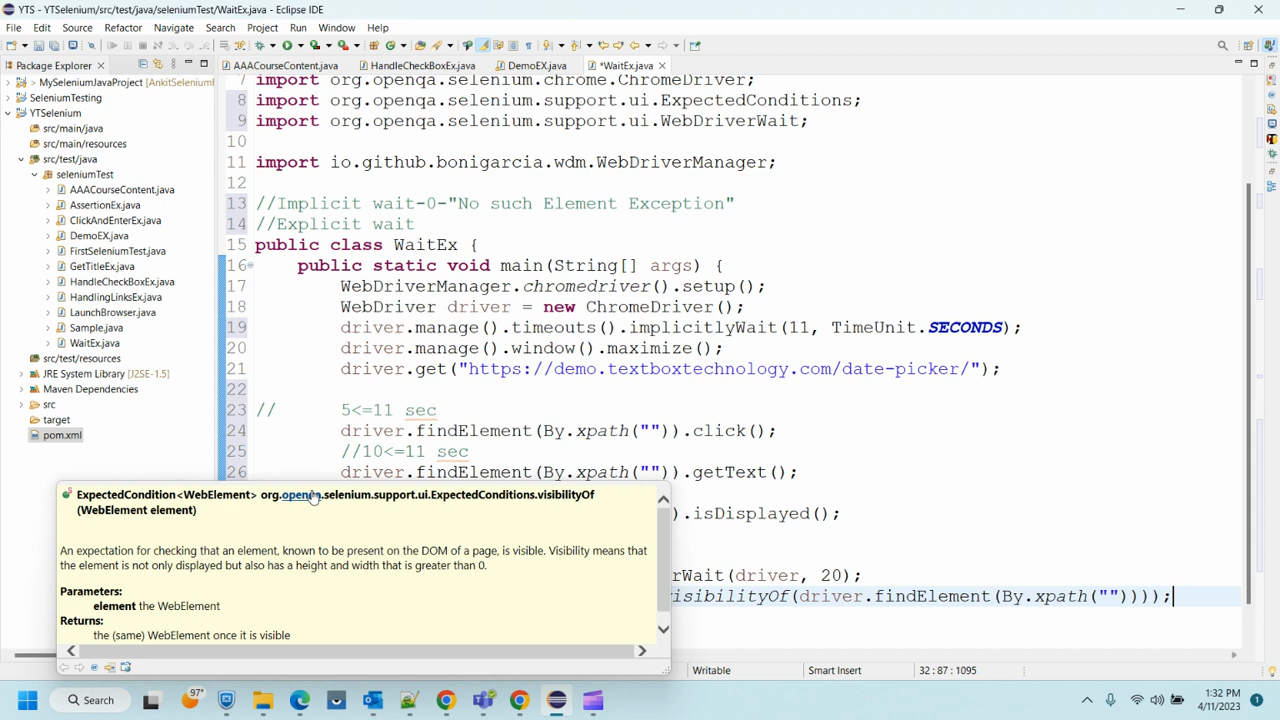 YTS - YTSelenium/src/test/java/seleniumTest/WaitEx.java - Eclipse IDE
File Edit Source Refactor Navigate Search Project Run Window Help
Package Explorer
MySeleniumJavaProject [AnkitSeleniumF
SeleniumTesting
YTSelenium
src/main/java
src/main/resources
src/test/java
seleniumTest
AAACourseContent.java
AssertionEx.java
ClickAndEnterEx.java
DemoEX.java
FirstSeleniumTest.java
GetTitleEx.java
HandleCheckBoxEx.java
HandlingLinksEx.java
LaunchBrowser.java
Sample.java
WaitEx.java
src/test/resources
JRE System Library [J2SE-1.5]
Maven Dependencies
src
target
pom.xml
AAACourseContent.java HandleCheckBoxEx.java DemoEX.java *WaitEx.java
7 import org.openqa.selenium.chrome.ChromeDriver;
8 import org.openqa.selenium.support.ui.ExpectedConditions;
9 import org.openqa.selenium.support.ui.WebDriverWait;
10
11 import io.github.bonigarcia.wdm.WebDriverManager;
12
13 //Implicit wait-0-"No such Element Exception"
14 //Explicit wait
15 public class WaitEx {
16 public static void main(String[] args) {
17 WebDriverManager.chromedriver().setup();
18 WebDriver driver = new ChromeDriver();
19 driver.manage().timeouts().implicitlyWait(11, TimeUnit.SECONDS);
20 driver.manage().window().maximize();
21 driver.get("https://demo.textboxtechnology.com/date-picker/");
22
23 // 5<=11 sec
24 driver.findElement(By.xpath("")).click();
25 //10<=11 sec
26 driver.findElement(By.xpath("")).getText();
).isDisplayed();
rWait(driver, 20);
isibilityOf(driver.findElement(By.xpath(""))));
ExpectedCondition<WebElement> org.openqa.selenium.support.ui.ExpectedConditions.visibilityOf
(WebElement element)
An expectation for checking that an element, known to be present on the DOM of a page, is visible. Visibility means that
the element is not only displayed but also has a height and width that is greater than 0.
Parameters:
element the WebElement
Returns:
the (same) WebElement once it is visible
Writable Smart Insert 32 : 87 : 1095
Search
97°
1:32 PM
4/11/2023
1